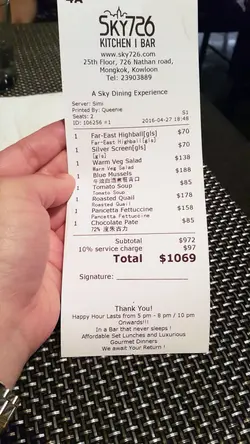 SKY726
KITCHEN | BAR
www.sky726.com
25th Floor, 726 Nathan road,
Mongkok, Kowloon
Tel: 23903889
A Sky Dining Experience
Server: Sino
Printed By: Queenie
Seats: 2 S1
ID: 106256 #1 2016-04-27 18:48
1 Far-East Highball[gls] $70
Far-East Highball[gls]
1 Silver Screen[gls] $70
[gls]
1 Warm Veg Salad $138
Warm Veg Salad
1 Blue Mussels $188
1 Tomato Soup $85
Tomato Soup
1 Roasted Quail $178
Roasted Quail
1 Pancetta Fettuccine $158
Pancetta Fettuccine
1 Chocolate Pate $85
72%
Subtotal $972
10% service charge $97
Total $1069
Signature:
Thank You!
Happy Hour Lasts from 5 pm - 8 pm / 10 pm
Onwards!!!
In a Bar that never sleeps !
Affordable Set Lunches and Luxurious
Gourmet Dinners
We await Your Return !